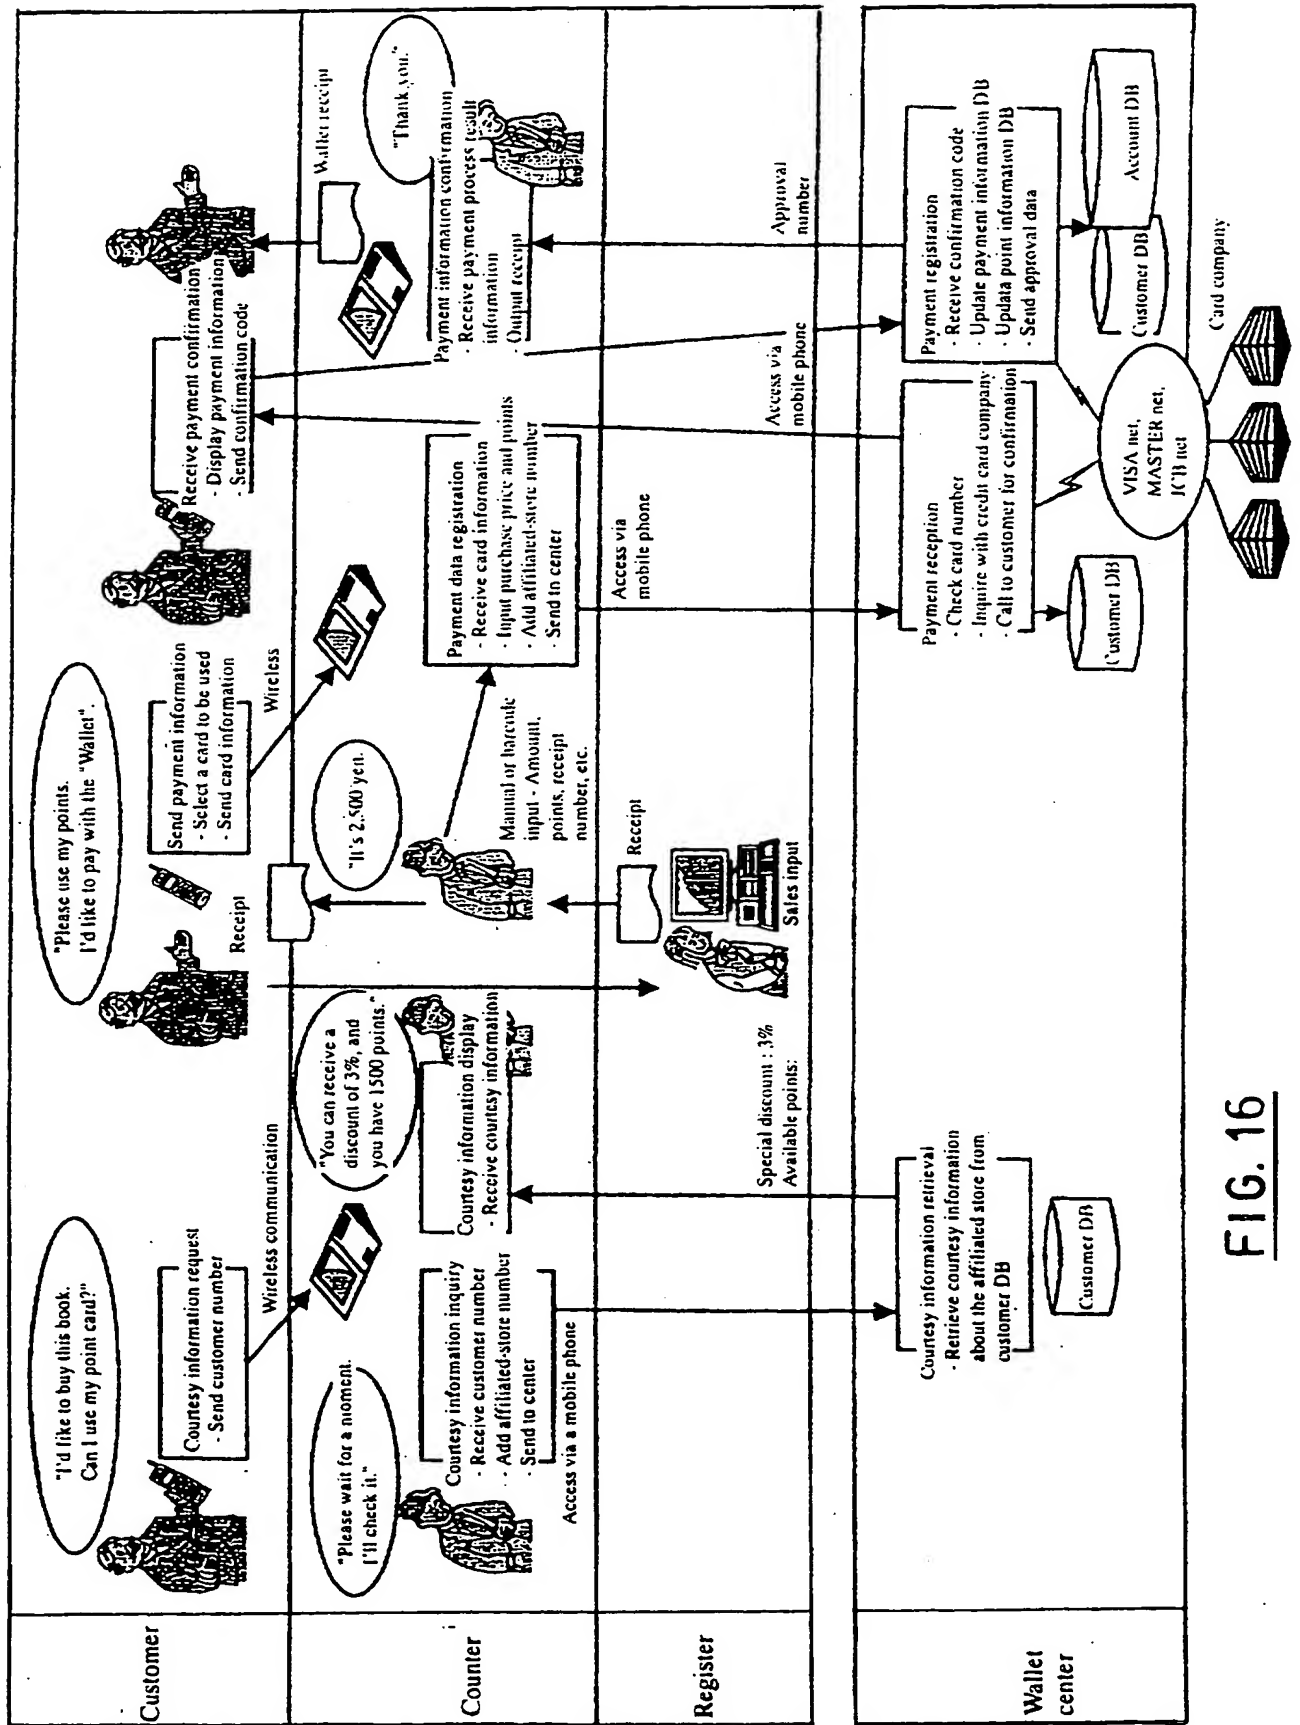 Customer
"I'd like to buy this book.
Can I use my point card?"
Courtesy information request
- Send customer number
Wireless communication
"Please use my points.
I'd like to pay with the "Wallet".
Receipt
Send payment information
- Select a card to be used
- Send card information
Wireless
Receive payment confirmation
- Display payment information
- Send confirmation code
Counter
"Please wait for a moment.
I'll check it."
Courtesy information inquiry
- Receive customer number
- Add affiliated-store number
- Send to center
Access via a mobile phone
"You can receive a
discount of 3%, and
you have 1500 points."
Courtesy information display
- Receive courtesy information
"It's 2,500 yen.
Manual or barcode
input - Amount,
points, receipt
number, etc.
Payment data registration
- Receive card information
- Input purchase price and points
- Add affiliated-store number
- Send to center
Wallet receipt
"Thank you."
Payment information confirmation
- Receive payment process result
information
- Output receipt
Register
Special discount : 3%
Available points:
Receipt
Sales input
Access via
mobile phone
Access via
mobile phone
Approval
number
Wallet
center
Courtesy information retrieval
- Retrieve courtesy information
about the affiliated store from
customer DB
Customer DB
Payment reception
- Check card number
- Inquire with credit card company
- Call to customer for confirmation
Customer DB
Payment registration
- Receive confirmation code
- Update payment information DB
- Updata point information DB
- Send approval data
Customer DB
Account DB
VISA net,
MASTER net,
JCB net
Card company
FIG. 16